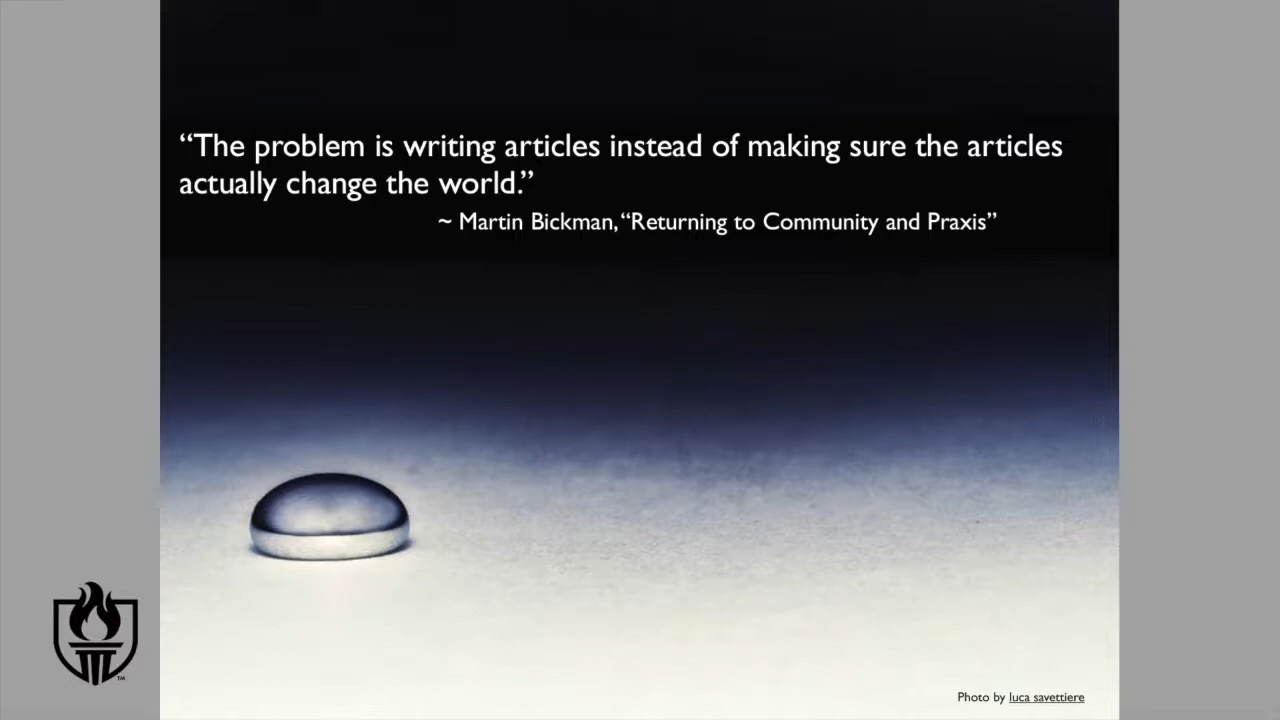 “The problem is writing articles instead of making sure the articles
actually change the world.”
~ Martin Bickman, “Returning to Community and Praxis”
TM
Photo by luca savettiere